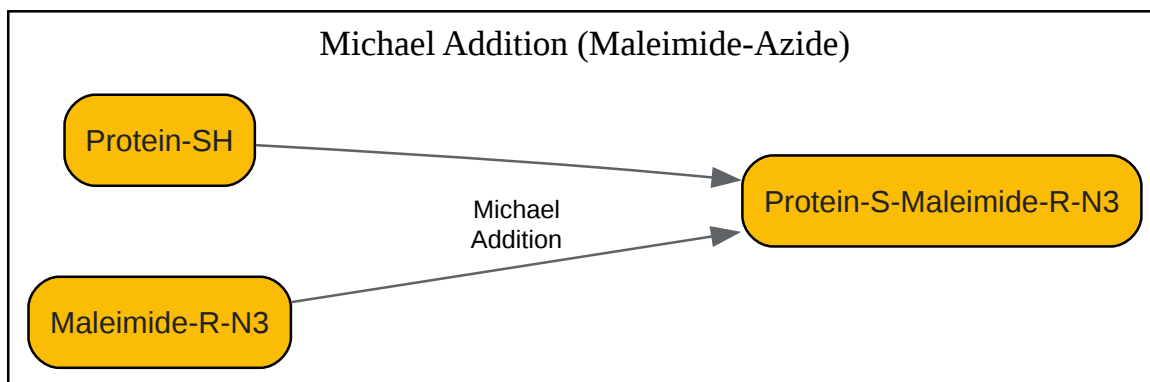 Michael Addition (Maleimide-Azide)
Protein-SH
Protein-S-Maleimide-R-N3
Michael
Addition
Maleimide-R-N3